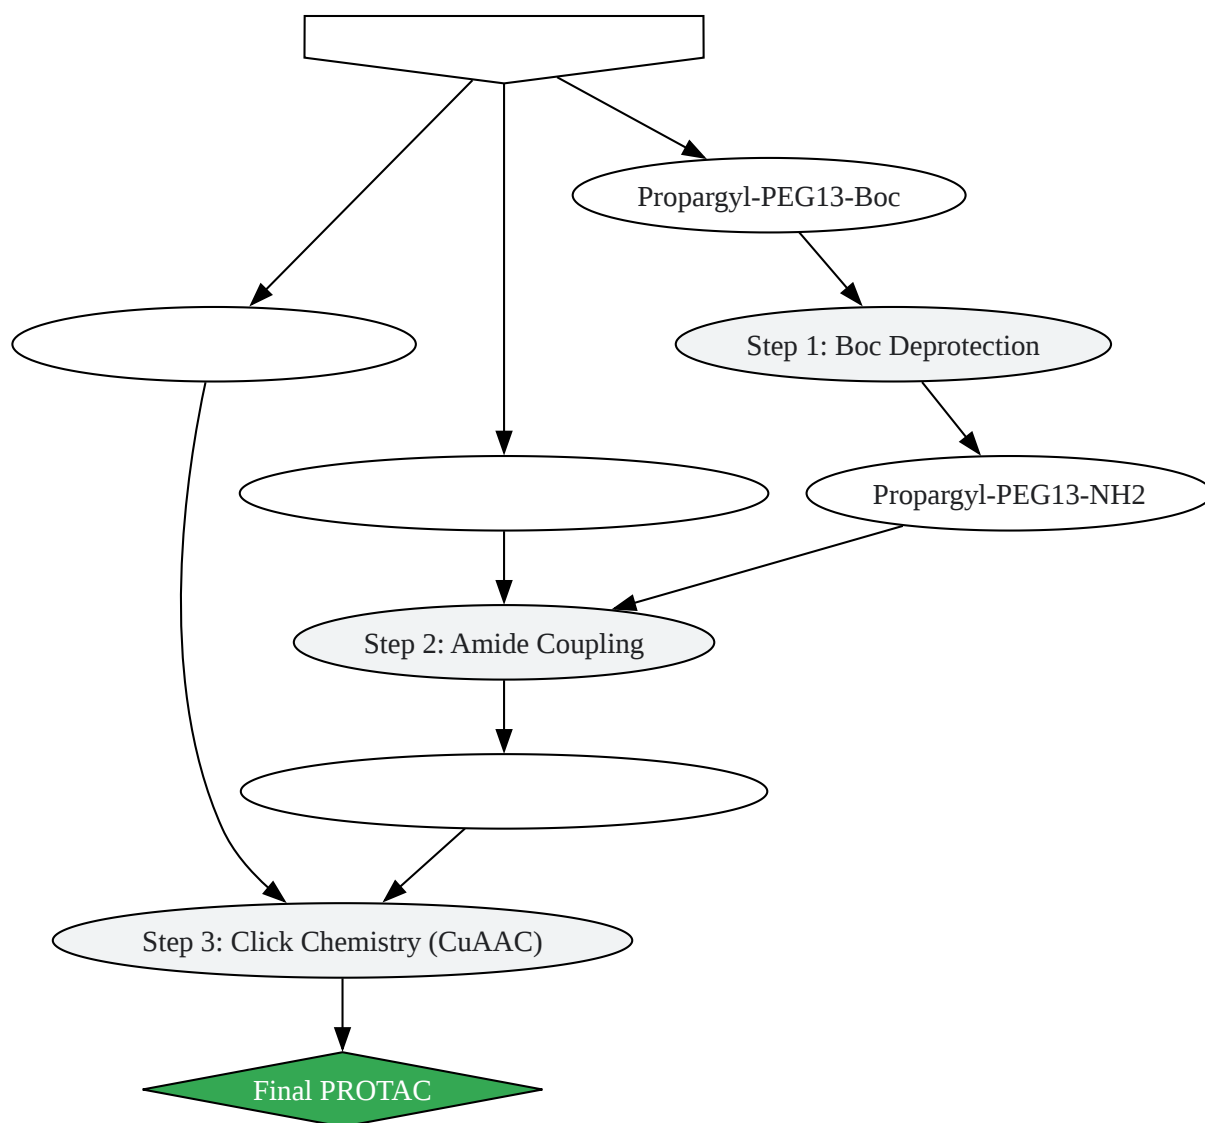 Propargyl-PEG13-Boc
Step 1: Boc Deprotection
Propargyl-PEG13-NH2
Step 2: Amide Coupling
Step 3: Click Chemistry (CuAAC)
Final PROTAC